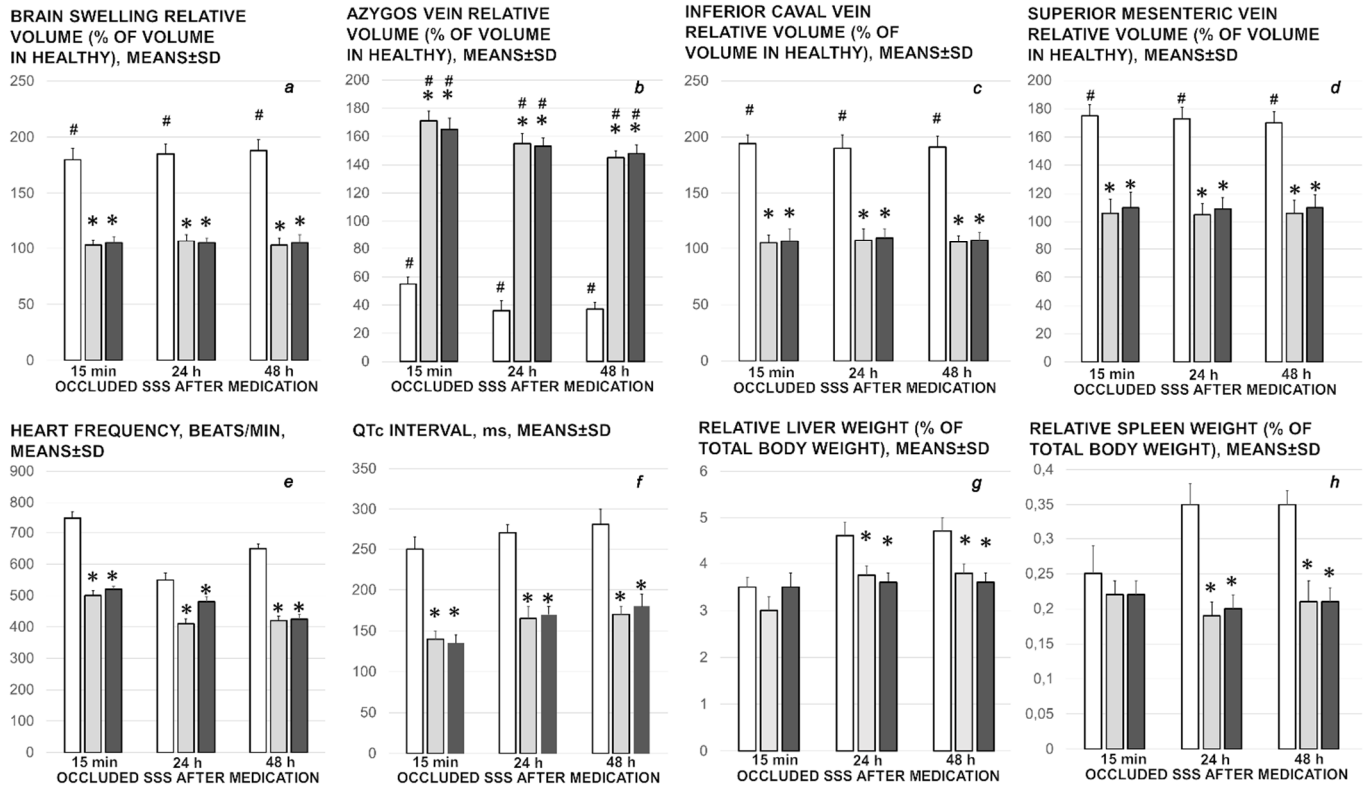 BRAIN SWELLING RELATIVE
VOLUME (% OF VOLUME
IN HEALTHY), MEANS±SD
a
250
200
150
100
50
0
#
#
#
* *
* *
* *
15 min
24 h
48 h
OCCLUDED SSS AFTER MEDICATION
AZYGOS VEIN RELATIVE
VOLUME (% OF VOLUME
IN HEALTHY), MEANS±SD
b
200
180
160
140
120
100
80
60
40
20
0
# #
* *
# #
* *
# #
* *
#
#
#
15 min
24 h
48 h
OCCLUDED SSS AFTER MEDICATION
INFERIOR CAVAL VEIN
RELATIVE VOLUME (% OF
VOLUME IN HEALTHY), MEANS±SD
c
250
200
150
100
50
0
#
#
#
* *
* *
* *
15 min
24 h
48 h
OCCLUDED SSS AFTER MEDICATION
SUPERIOR MESENTERIC VEIN
RELATIVE VOLUME (% OF VOLUME
IN HEALTHY), MEANS±SD
d
200
180
160
140
120
100
80
60
40
20
0
#
#
#
* *
* *
* *
15 min
24 h
48 h
OCCLUDED SSS AFTER MEDICATION
HEART FREQUENCY, BEATS/MIN,
MEANS±SD
e
900
800
700
600
500
400
300
200
100
0
* *
* *
* *
15 min
24 h
48 h
OCCLUDED SSS AFTER MEDICATION
QTc INTERVAL, ms, MEANS±SD
f
350
300
250
200
150
100
50
0
* *
* *
* *
15 min
24 h
48 h
OCCLUDED SSS AFTER MEDICATION
RELATIVE LIVER WEIGHT (% OF
TOTAL BODY WEIGHT), MEANS±SD
g
6
5
4
3
2
1
0
* *
* *
15 min
24 h
48 h
OCCLUDED SSS AFTER MEDICATION
RELATIVE SPLEEN WEIGHT (% OF
TOTAL BODY WEIGHT), MEANS±SD
h
0,4
0,35
0,3
0,25
0,2
0,15
0,1
0,05
0
* *
* *
15 min
24 h
48 h
OCCLUDED SSS AFTER MEDICATION